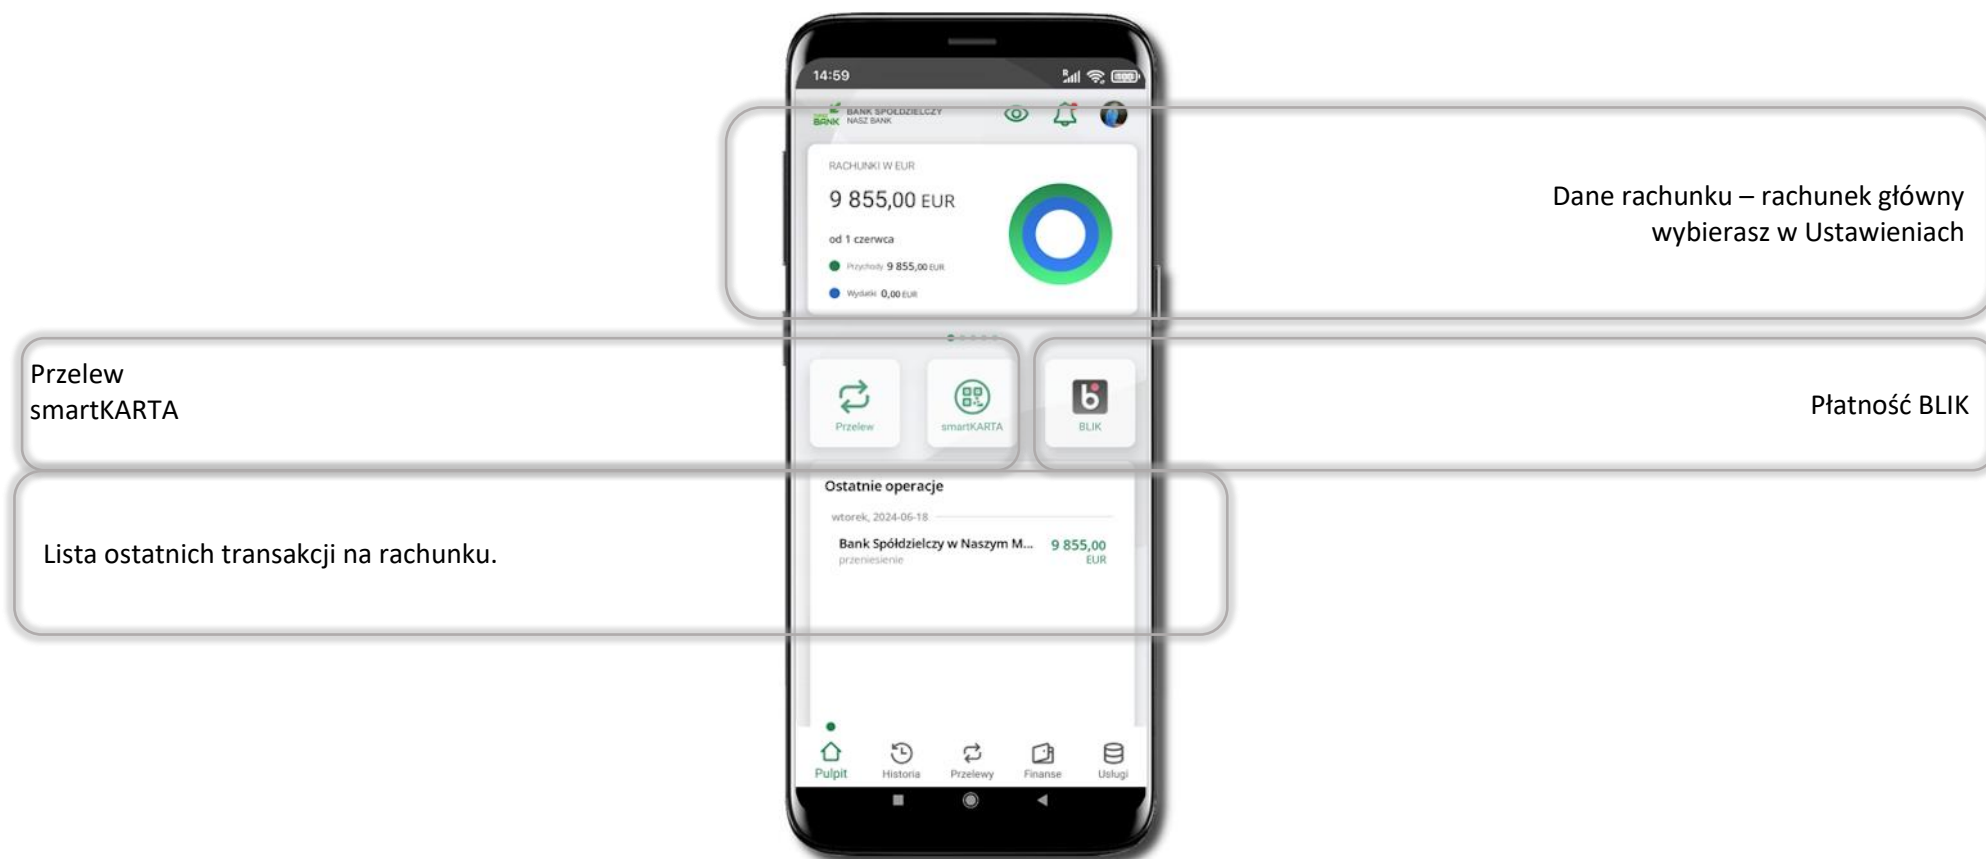 14:59
NASZ
BANK
BANK SPÓŁDZIELCZY
NASZ BANK
RACHUNKI W EUR
9 855,00 EUR
od 1 czerwca
Przychody 9 855,00 EUR
Wydatki 0,00 EUR
Dane rachunku – rachunek główny
wybierasz w Ustawieniach
Przelew
smartKARTA
Przelew
smartKARTA
BLIK
Płatność BLIK
Ostatnie operacje
wtorek, 2024-06-18
Bank Spółdzielczy w Naszym M... 9 855,00
przeniesienie EUR
Lista ostatnich transakcji na rachunku.
Pulpit Historia Przelewy Finanse Usługi